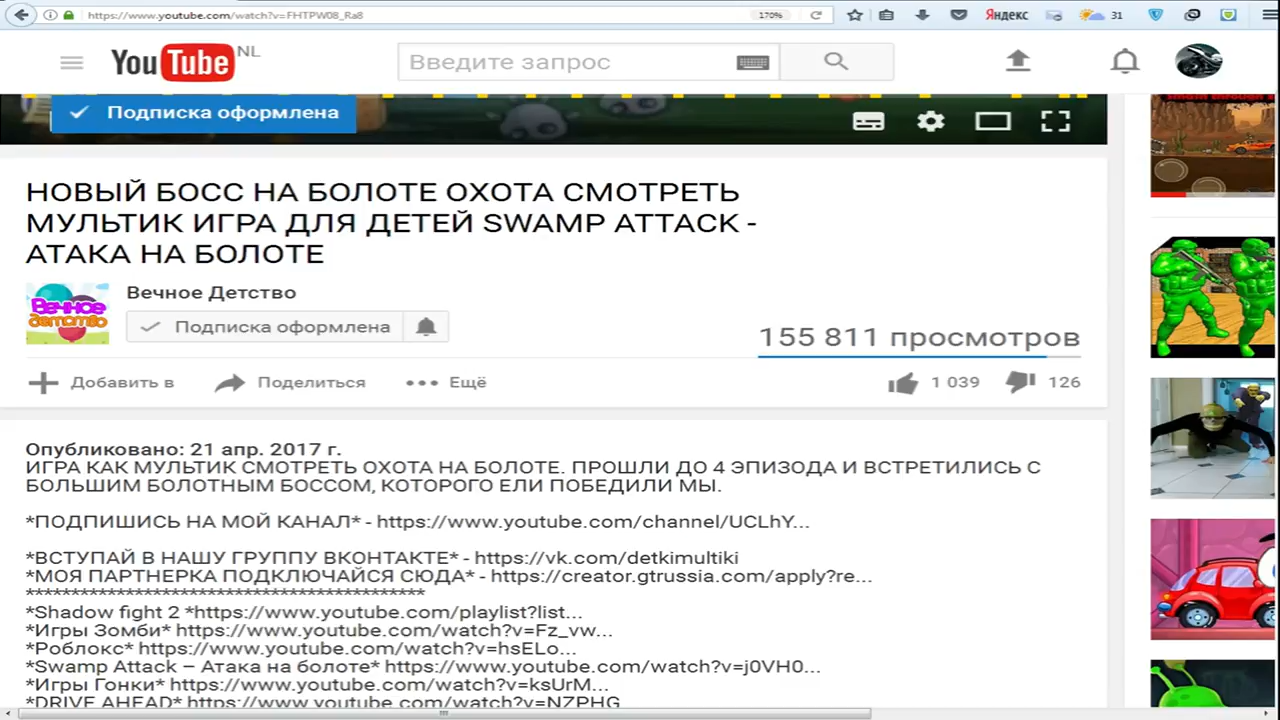 https://www.youtube.com/watch?v=FHTPW08_Ra8
170%
Яндекс
31
YouTube NL
Введите запрос
Подписка оформлена
НОВЫЙ БОСС НА БОЛОТЕ ОХОТА СМОТРЕТЬ
МУЛЬТИК ИГРА ДЛЯ ДЕТЕЙ SWAMP ATTACK -
АТАКА НА БОЛОТЕ
Вечное Детство
Вечное
детство
Подписка оформлена
155 811 просмотров
Добавить в
Поделиться
Ещё
1 039
126
Опубликовано: 21 апр. 2017 г.
ИГРА КАК МУЛЬТИК СМОТРЕТЬ ОХОТА НА БОЛОТЕ. ПРОШЛИ ДО 4 ЭПИЗОДА И ВСТРЕТИЛИСЬ С
БОЛЬШИМ БОЛОТНЫМ БОССОМ, КОТОРОГО ЕЛИ ПОБЕДИЛИ МЫ.
*ПОДПИШИСЬ НА МОЙ КАНАЛ* - https://www.youtube.com/channel/UCLhY...
*ВСТУПАЙ В НАШУ ГРУППУ ВКОНТАКТЕ* - https://vk.com/detkimultiki
*МОЯ ПАРТНЕРКА ПОДКЛЮЧАЙСЯ СЮДА* - https://creator.gtrussia.com/apply?re...
******************************************
*Shadow fight 2 *https://www.youtube.com/playlist?list...
*Игры Зомби* https://www.youtube.com/watch?v=Fz_vw...
*Роблокс* https://www.youtube.com/watch?v=hsELo...
*Swamp Attack – Атака на болоте* https://www.youtube.com/watch?v=j0VH0...
*Игры Гонки* https://www.youtube.com/watch?v=ksUrM...
*DRIVE AHEAD* https://www.youtube.com/watch?v=NZPHG